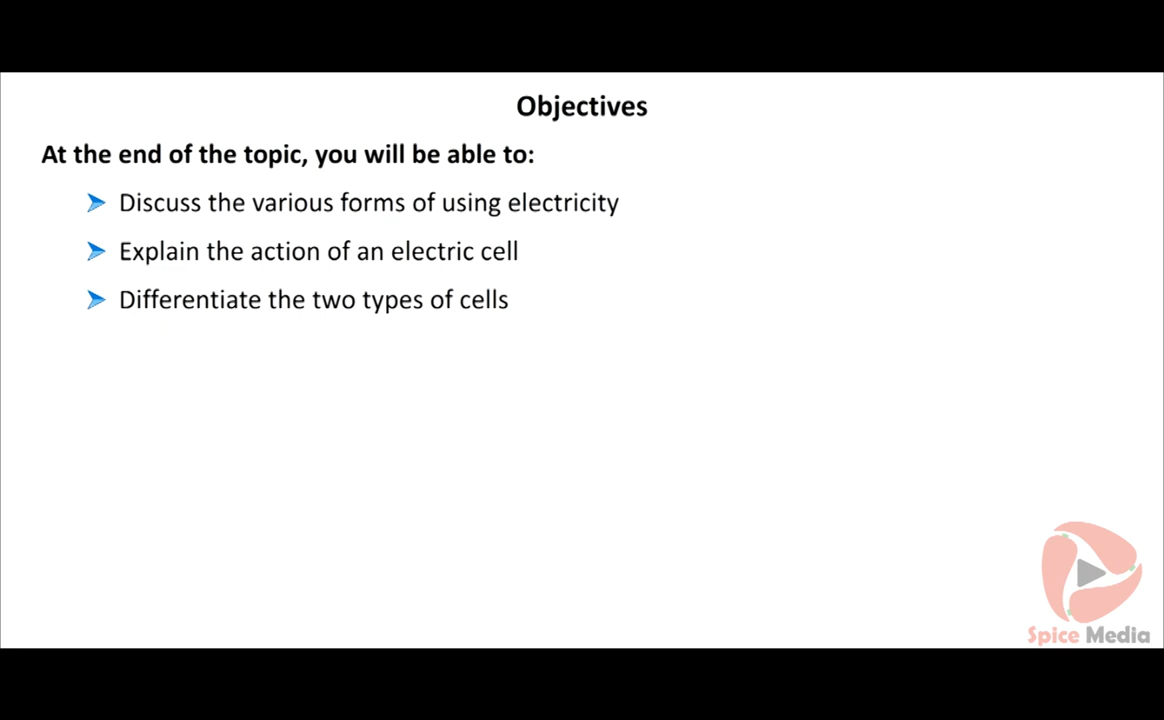 Objectives
At the end of the topic, you will be able to:
Discuss the various forms of using electricity
Explain the action of an electric cell
Differentiate the two types of cells
Spice Media